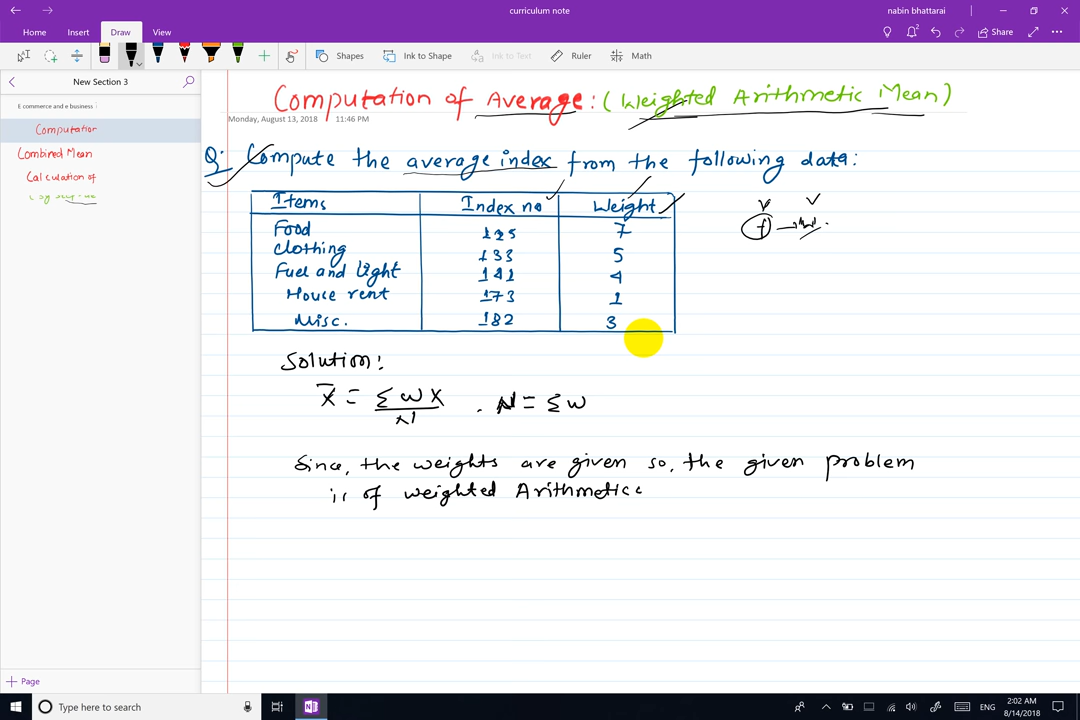 curriculum note
nabin bhattarai
Home Insert Draw View
Share
Shapes Ink to Shape Ink to Text Ruler Math
New Section 3
E commerce and e business :
Computation
Combined Mean
Calculation of
Computation of Average: (Weighted Arithmetic Mean)
Monday, August 13, 2018 11:46 PM
Q: Compute the average index from the following data:
Items Index no Weight
Food 125 7
Clothing 133 5
Fuel and light 141 4
House rent 173 1
Misc. 182 3
f
Solution:
X̄ = Σ w X / N . N = Σ w
Since, the weights are given so, the given problem
is of weighted Arithmetic
+ Page
Type here to search
ENG
2:02 AM
8/14/2018